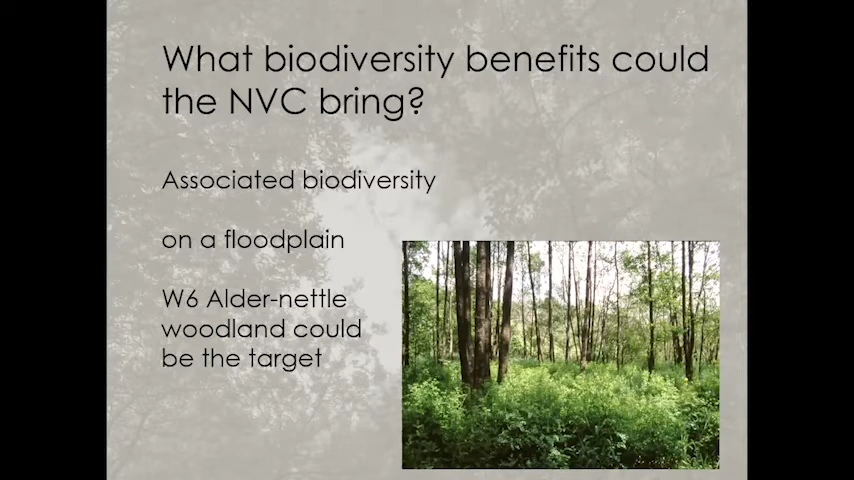 What biodiversity benefits could
the NVC bring?
Associated biodiversity
on a floodplain
W6 Alder-nettle
woodland could
be the target